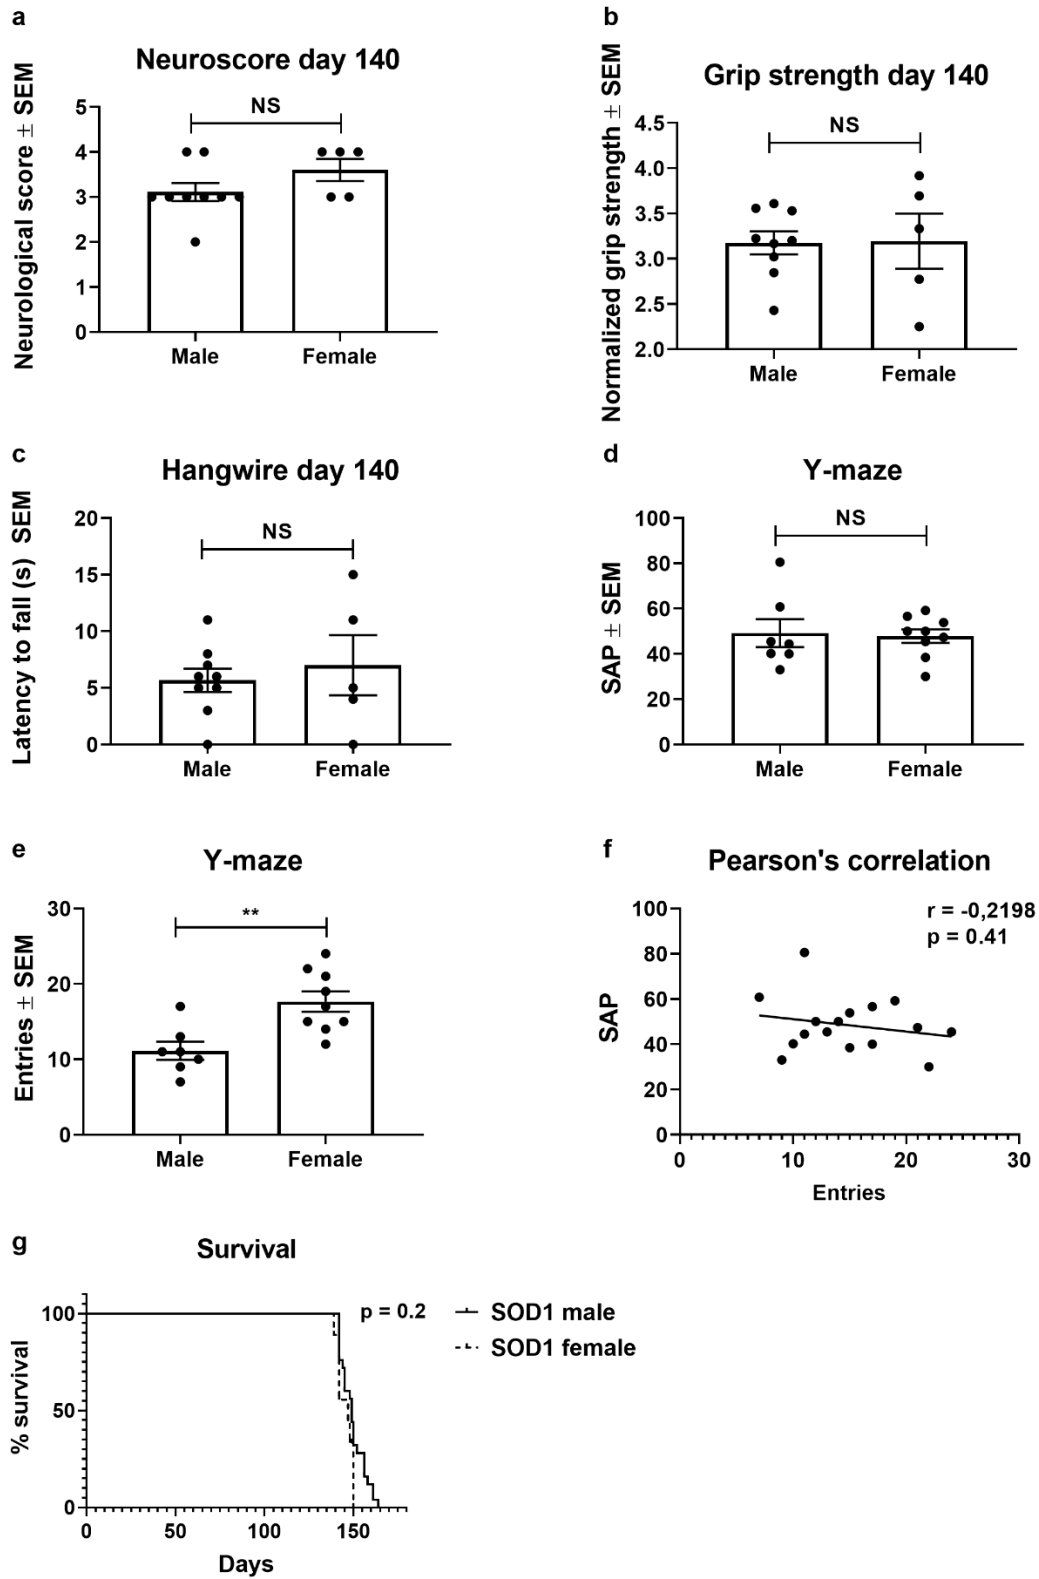 a
Neuroscore day 140
Neurological score ± SEM
NS
5
4
3
2
1
0
Male Female
b
Grip strength day 140
Normalized grip strength ± SEM
NS
4.5
4.0
3.5
3.0
2.5
2.0
Male Female
c
Hangwire day 140
Latency to fall (s) SEM
NS
20
15
10
5
0
Male Female
d
Y-maze
SAP ± SEM
NS
100
80
60
40
20
0
Male Female
e
Y-maze
Entries ± SEM
**
30
20
10
0
Male Female
f
Pearson's correlation
r = -0,2198
p = 0.41
SAP
100
80
60
40
20
0
0 10 20 30
Entries
g
Survival
% survival
p = 0.2
SOD1 male
SOD1 female
100
50
0
0 50 100 150
Days